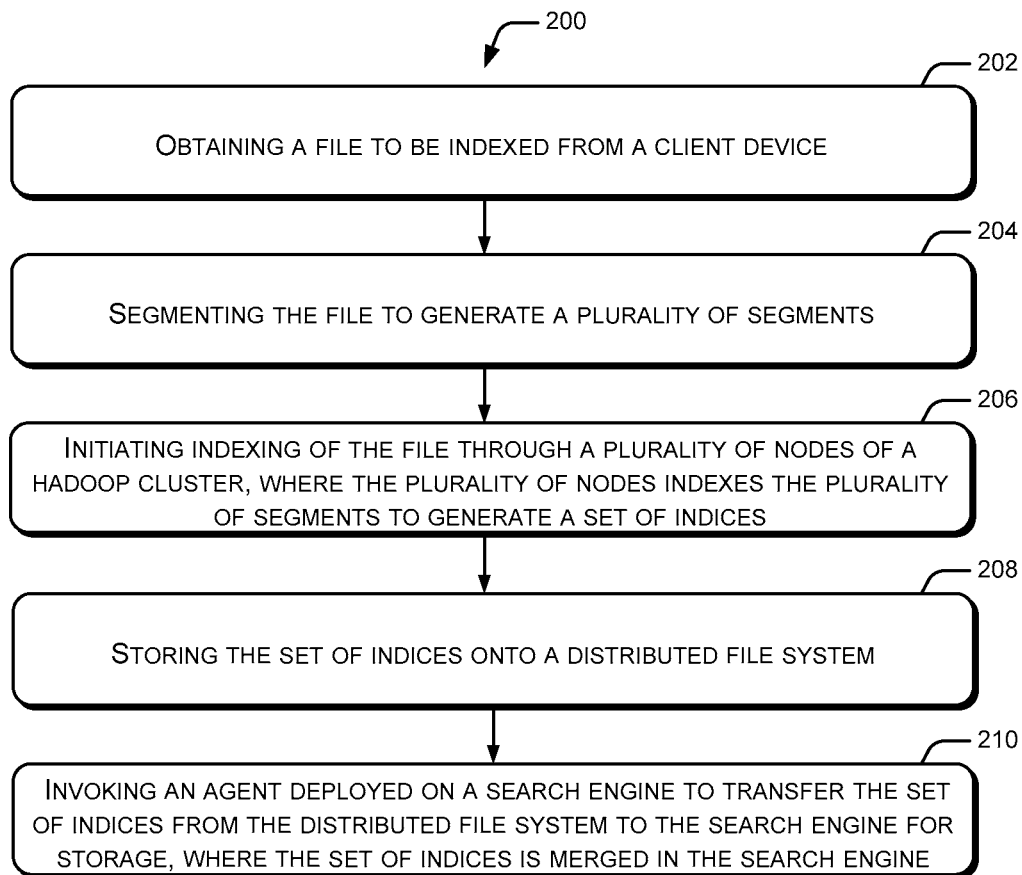 200
202
OBTAINING A FILE TO BE INDEXED FROM A CLIENT DEVICE
204
SEGMENTING THE FILE TO GENERATE A PLURALITY OF SEGMENTS
206
INITIATING INDEXING OF THE FILE THROUGH A PLURALITY OF NODES OF A
HADOOP CLUSTER, WHERE THE PLURALITY OF NODES INDEXES THE PLURALITY
OF SEGMENTS TO GENERATE A SET OF INDICES
208
STORING THE SET OF INDICES ONTO A DISTRIBUTED FILE SYSTEM
210
INVOKING AN AGENT DEPLOYED ON A SEARCH ENGINE TO TRANSFER THE SET
OF INDICES FROM THE DISTRIBUTED FILE SYSTEM TO THE SEARCH ENGINE FOR
STORAGE, WHERE THE SET OF INDICES IS MERGED IN THE SEARCH ENGINE